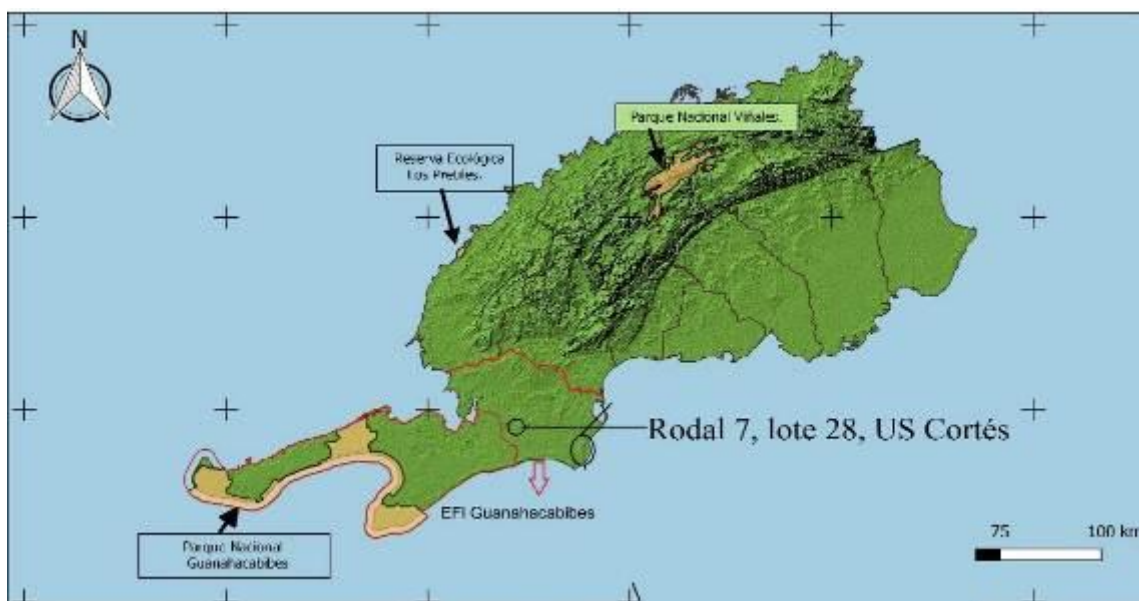 N
Parque Nacional Viñales.
Reserva Ecológica
Los Pretiles.
Rodal 7, lote 28, US Cortés
EFI Guanahacabibes
Parque Nacional
Guanahacabibes
75 100 km